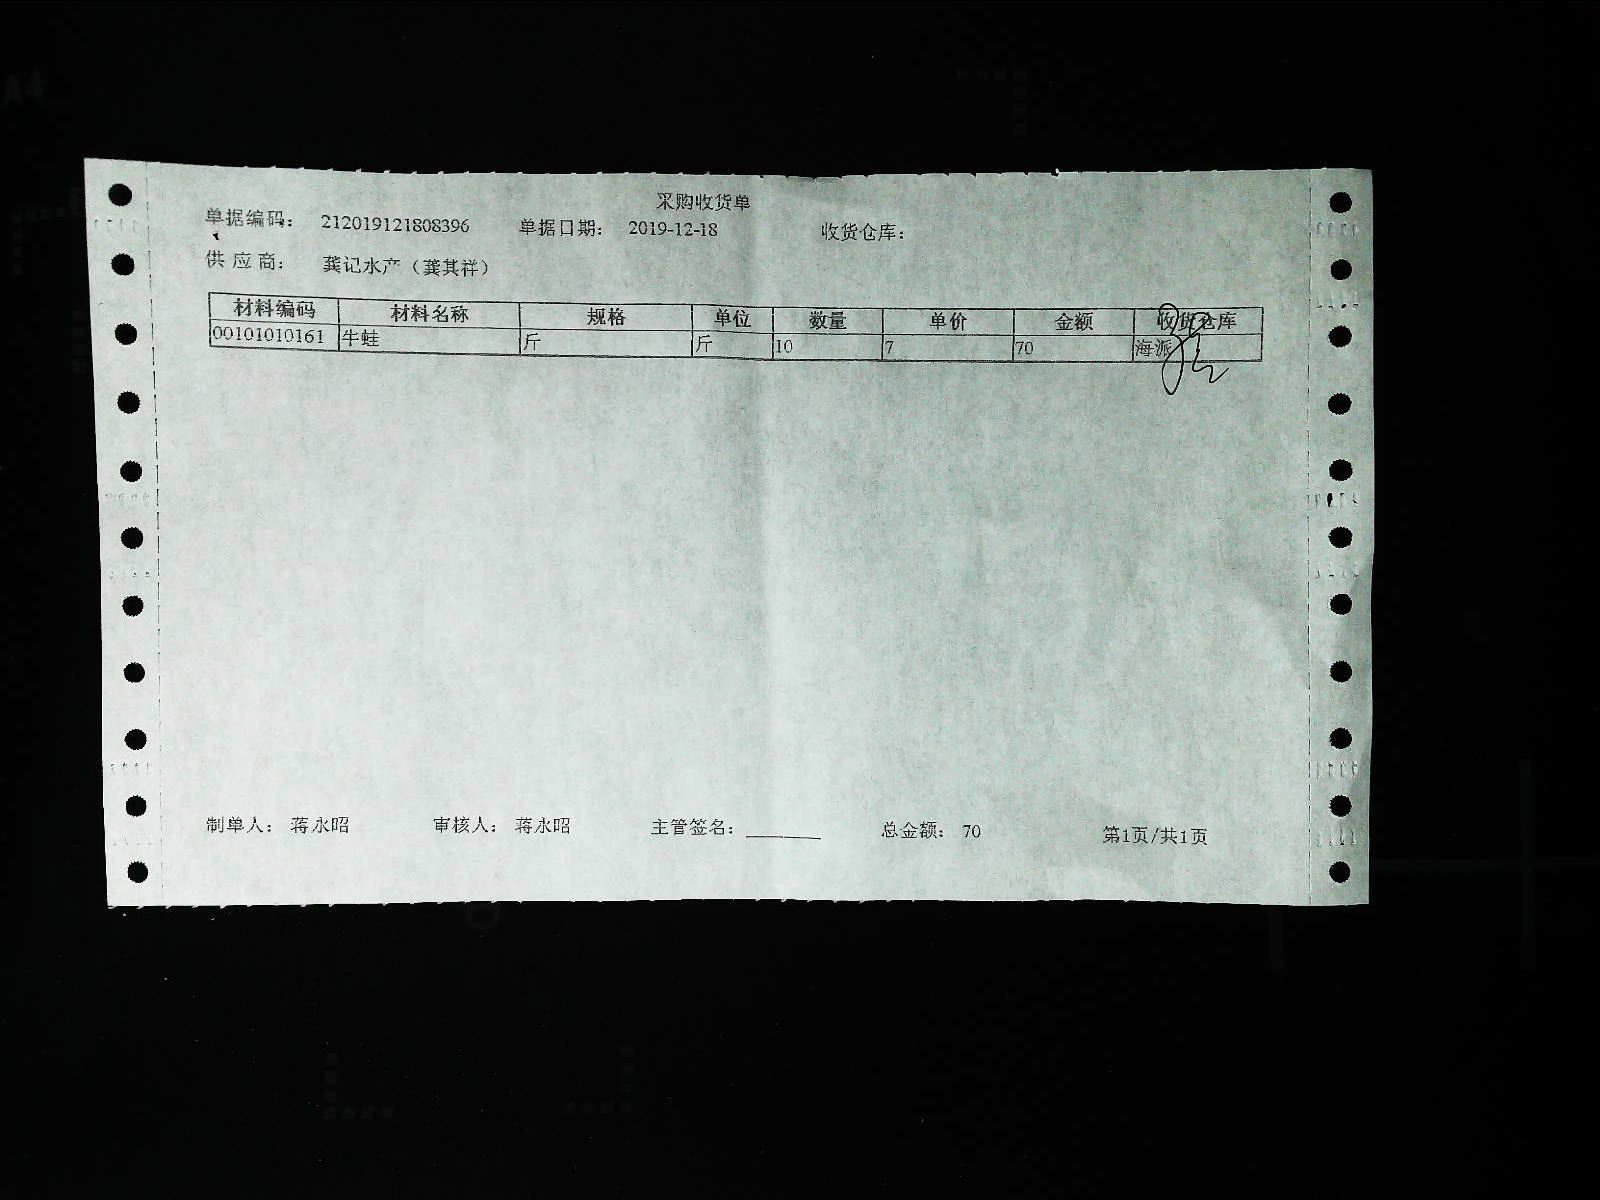 采购收货单
单据编码： 212019121808396 单据日期： 2019-12-18 收货仓库：
供应商： 龚记水产（龚其祥）
材料编码 材料名称 规格 单位 数量 单价 金额 收货仓库
00101010161 牛蛙 斤 斤 10 7 70 海派
制单人： 蒋永昭 审核人： 蒋永昭 主管签名： 总金额： 70 第1页/共1页